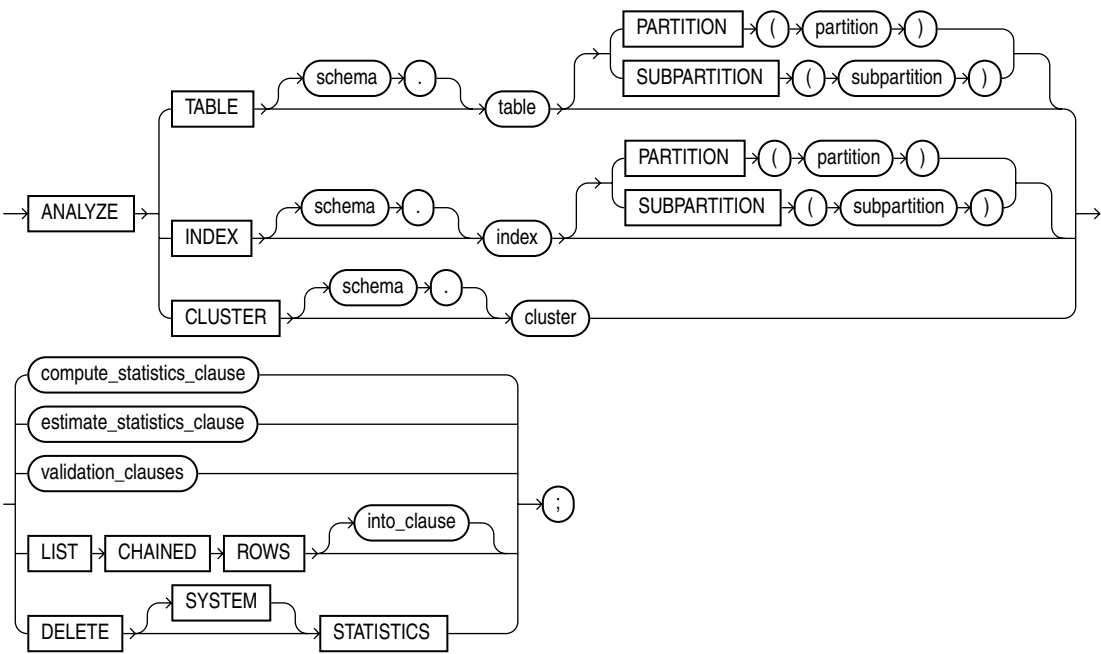 PARTITION ( partition )
schema . SUBPARTITION ( subpartition )
TABLE table
PARTITION ( partition )
ANALYZE schema . SUBPARTITION ( subpartition )
INDEX index
schema .
CLUSTER cluster
compute_statistics_clause
estimate_statistics_clause
validation_clauses
;
into_clause
LIST CHAINED ROWS
SYSTEM
DELETE STATISTICS